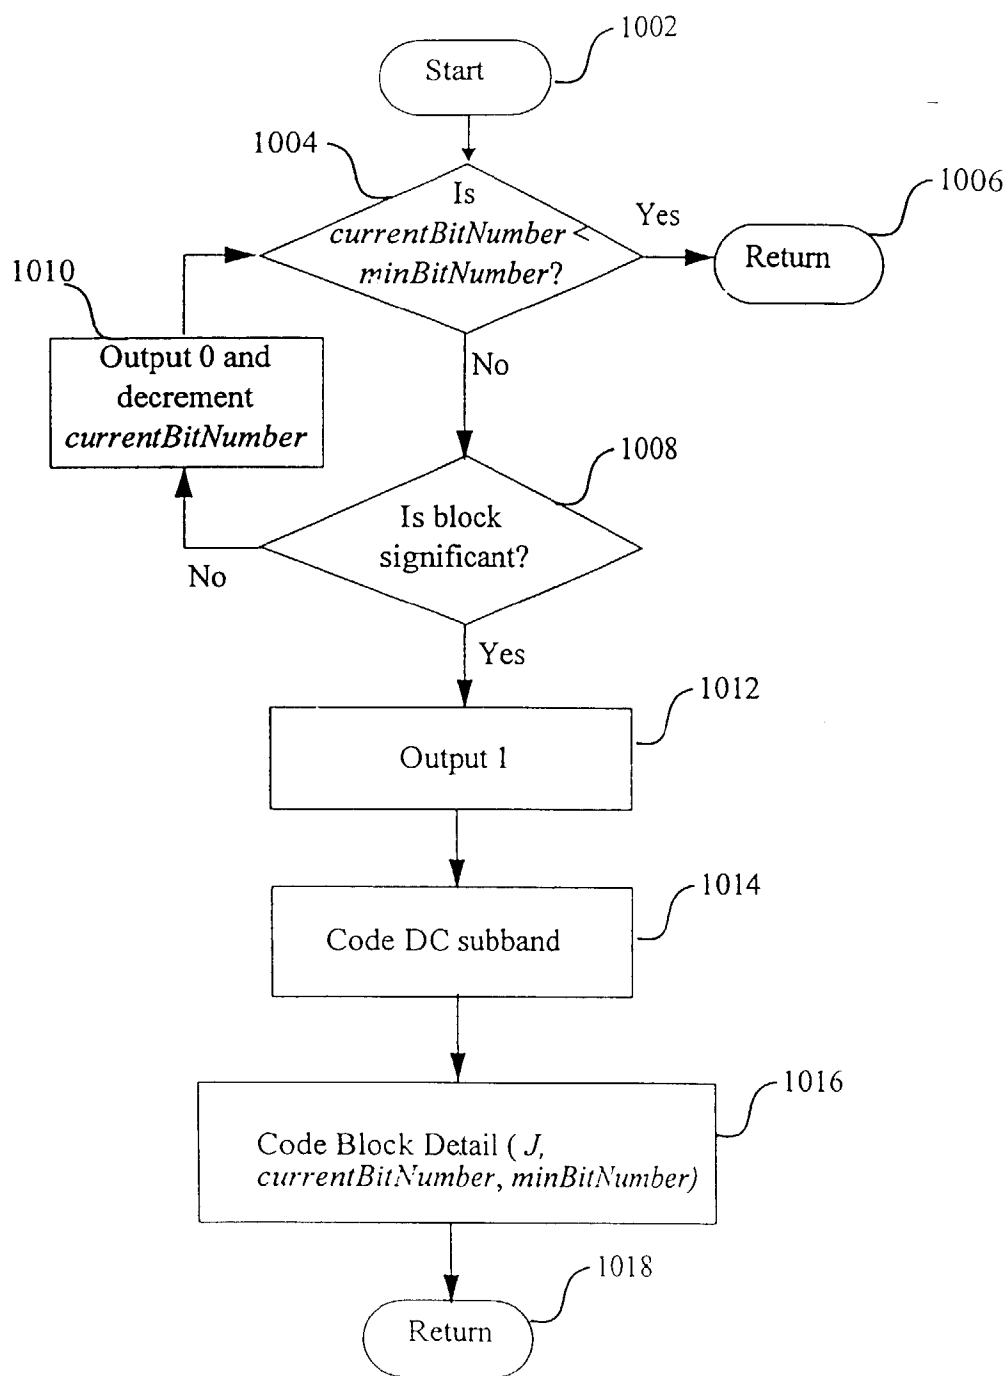 1002
Start
1004
Is
currentBitNumber <
minBitNumber?
Yes
1006
Return
1010
Output 0 and
decrement
currentBitNumber
No
1008
Is block
significant?
No
Yes
1012
Output 1
1014
Code DC subband
1016
Code Block Detail ( J,
currentBitNumber, minBitNumber)
1018
Return